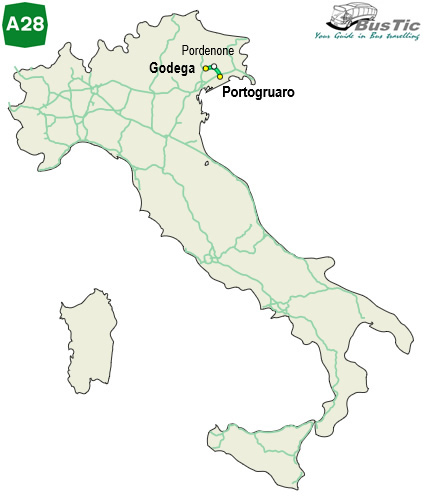 A28
BusTic
Your Guide in Bus travelling
Pordenone
Godega
Portogruaro